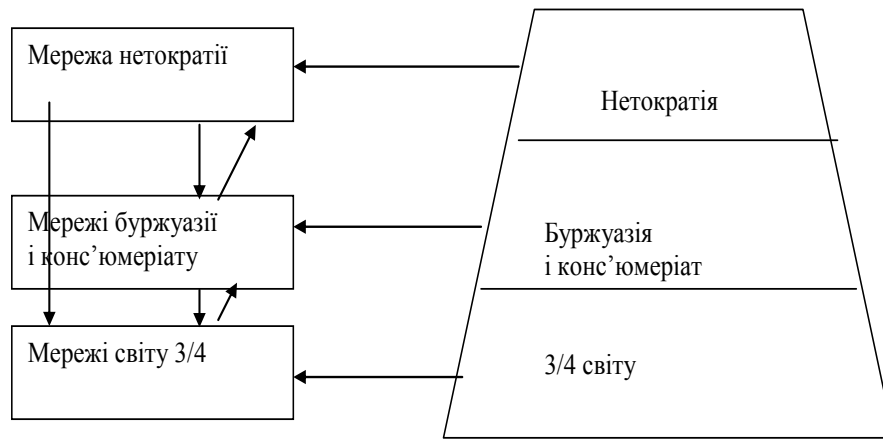 Мережа нетократії
Мережі буржуазії
і конс’юмеріату
Мережі світу 3/4
Нетократія
Буржуазія
і конс’юмеріат
3/4 світу